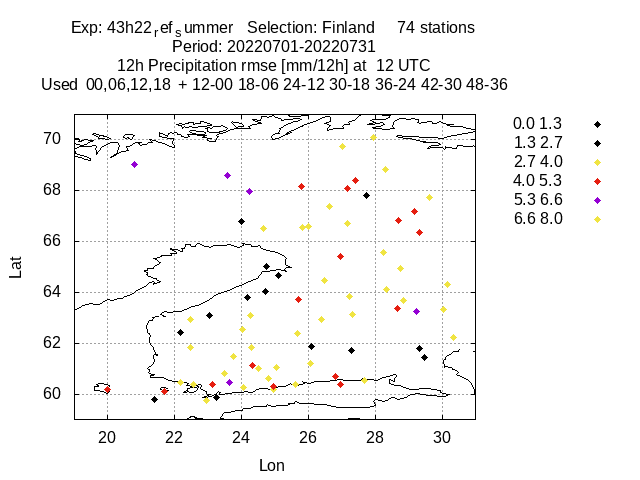 Exp: 43h22ref_summer Selection: Finland 74 stations
Period: 20220701-20220731
12h Precipitation rmse [mm/12h] at 12 UTC
Used 00,06,12,18 + 12-00 18-06 24-12 30-18 36-24 42-30 48-36
0.0 1.3
1.3 2.7
2.7 4.0
4.0 5.3
5.3 6.6
6.6 8.0
Lat
70
68
66
64
62
60
20 22 24 26 28 30
Lon